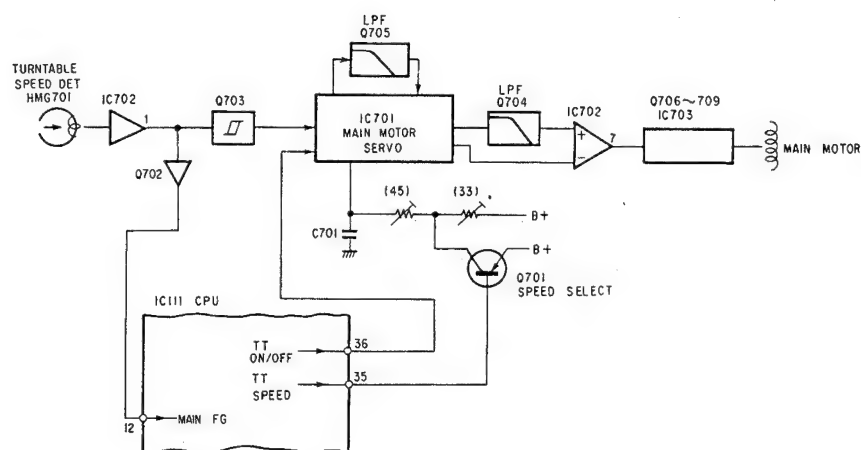 TURNTABLE
SPEED DET
HMG701
IC702
1
Q703
Q702
LPF
Q705
IC701
MAIN MOTOR
SERVO
LPF
Q704
IC702
+
−
7
Q706~709
IC703
MAIN MOTOR
C701
(45)
(33)
B+
B+
Q701
SPEED SELECT
IC111 CPU
TT
ON/OFF
36
TT
SPEED
35
12
MAIN FG